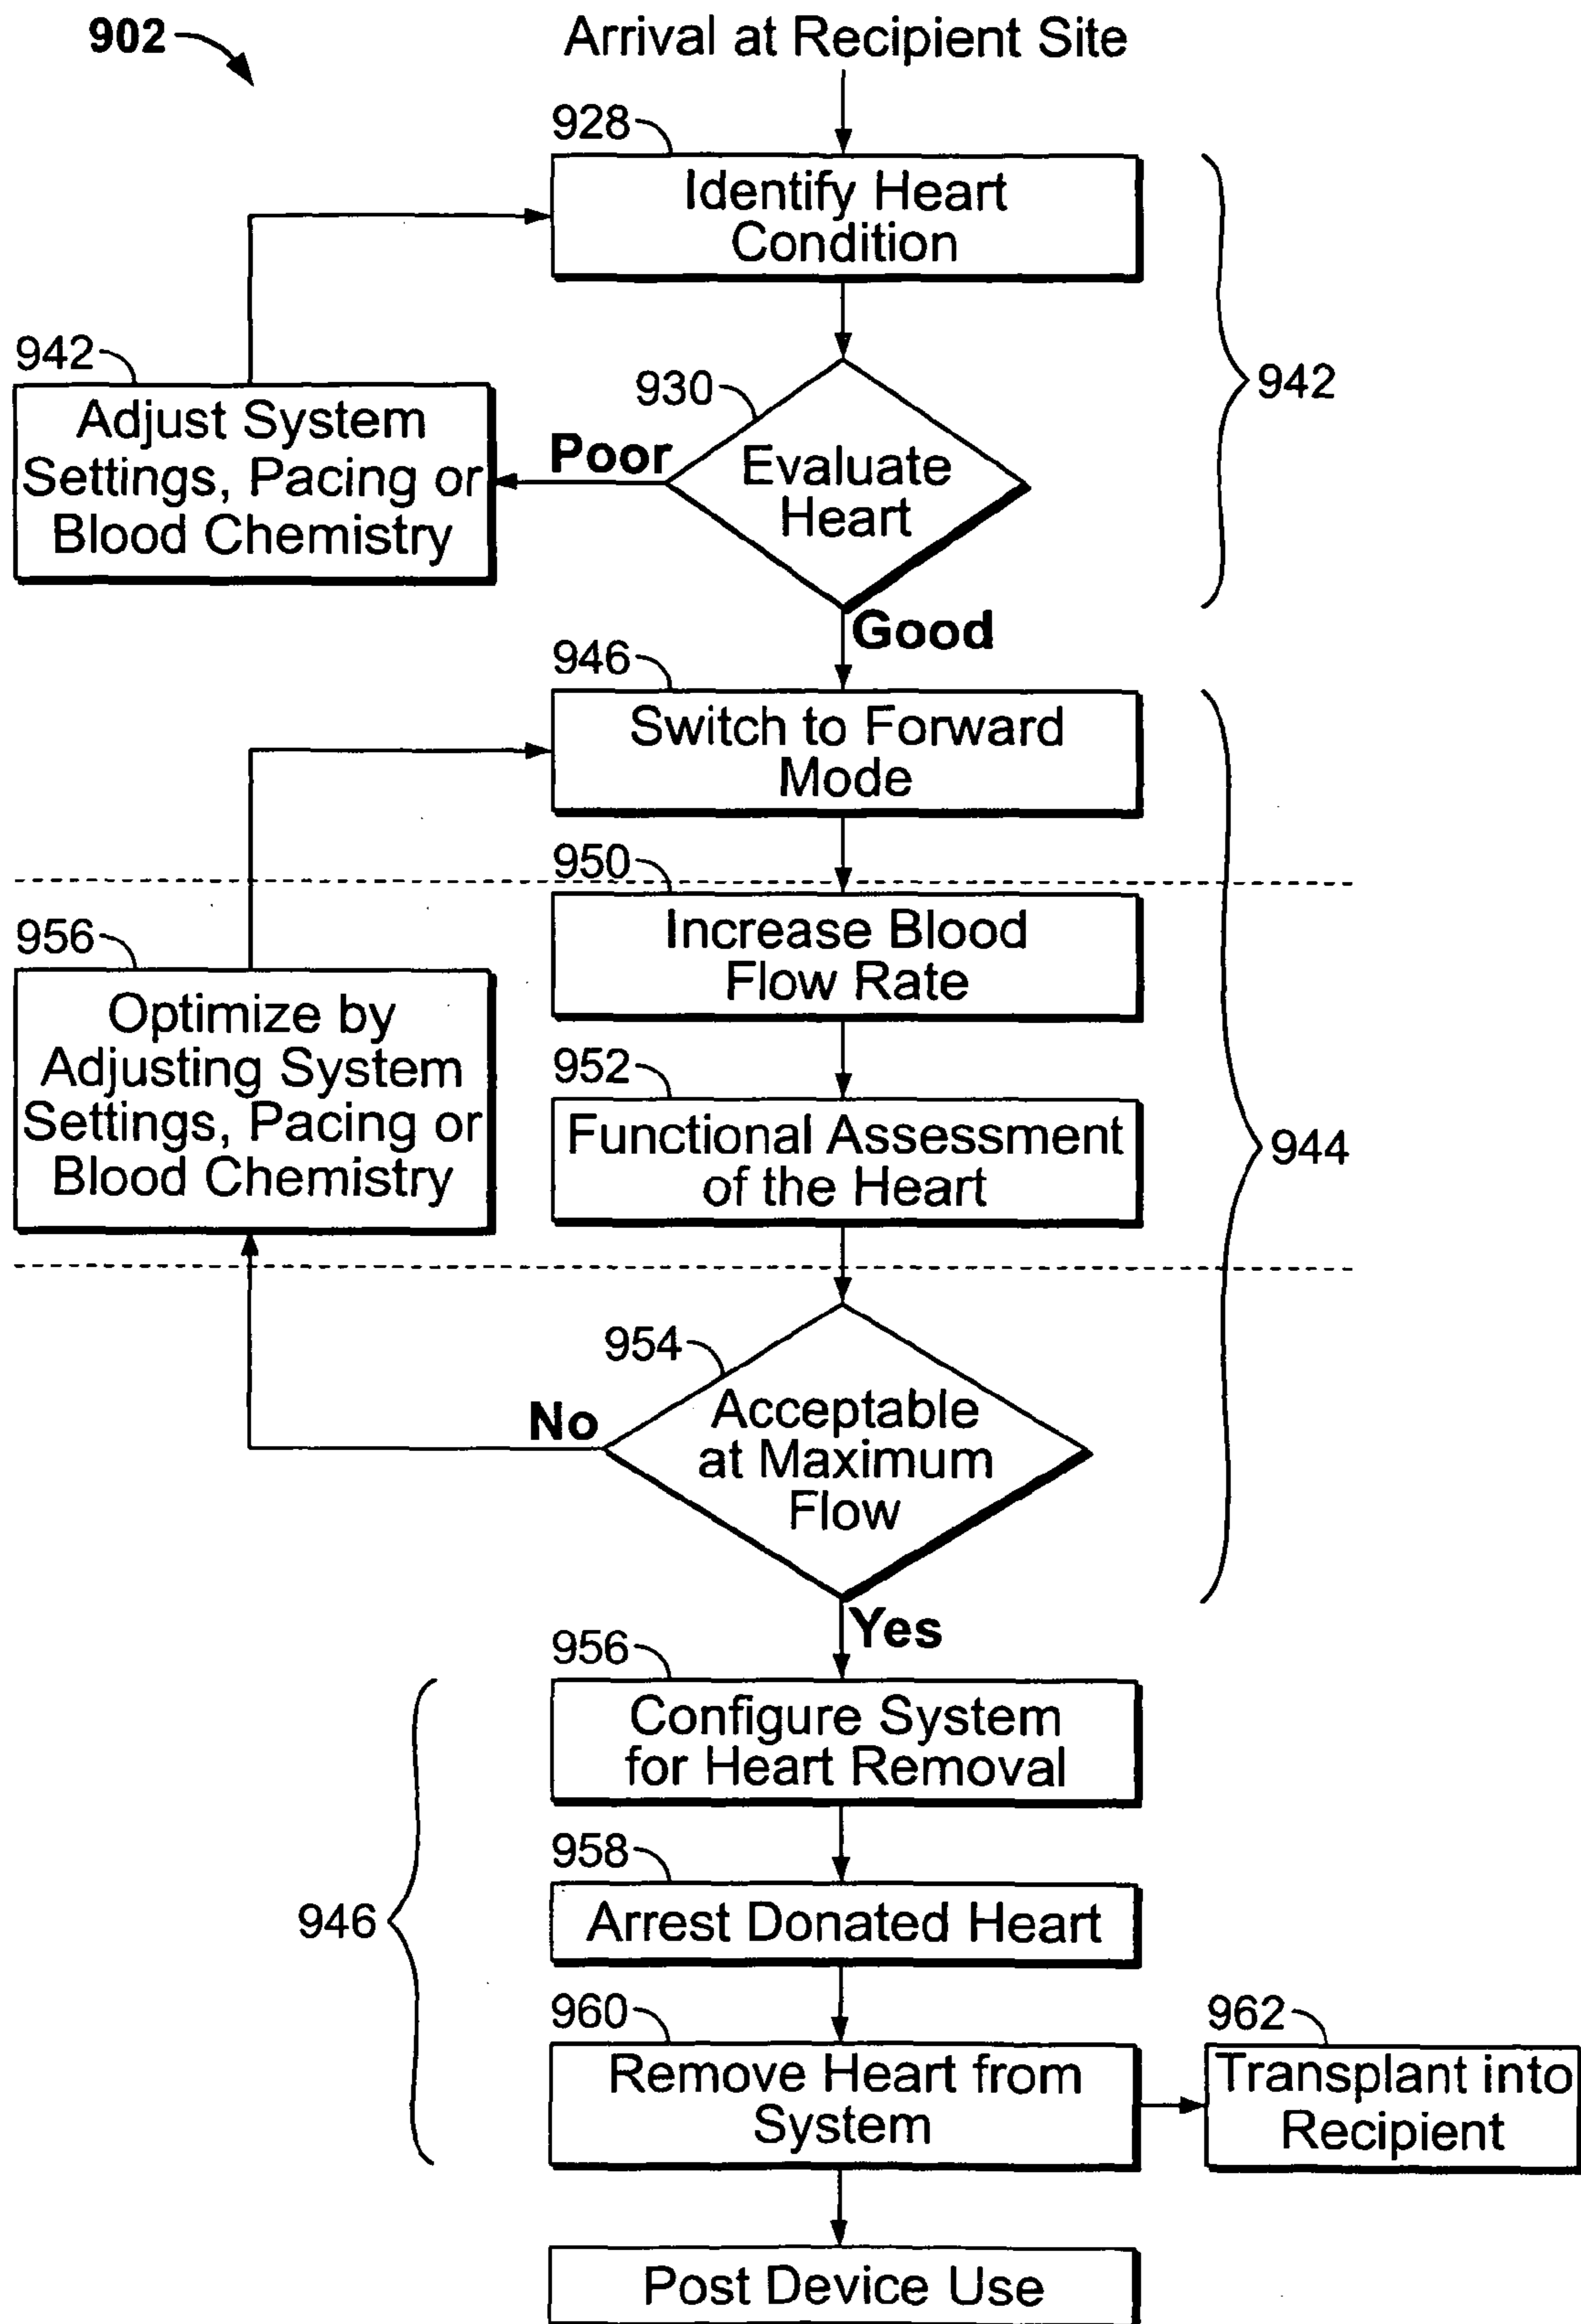 902
Arrival at Recipient Site
928
Identify Heart
Condition
942
942
Adjust System
Settings, Pacing or
Blood Chemistry
930
Poor
Evaluate
Heart
Good
946
Switch to Forward
Mode
950
Increase Blood
Flow Rate
956
Optimize by
Adjusting System
Settings, Pacing or
Blood Chemistry
952
Functional Assessment
of the Heart
944
954
No
Acceptable
at Maximum
Flow
Yes
956
Configure System
for Heart Removal
958
946
Arrest Donated Heart
960
Remove Heart from
System
962
Transplant into
Recipient
Post Device Use